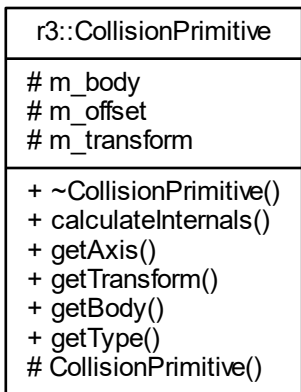 r3::CollisionPrimitive
# m_body
# m_offset
# m_transform
+ ~CollisionPrimitive()
+ calculateInternals()
+ getAxis()
+ getTransform()
+ getBody()
+ getType()
# CollisionPrimitive()